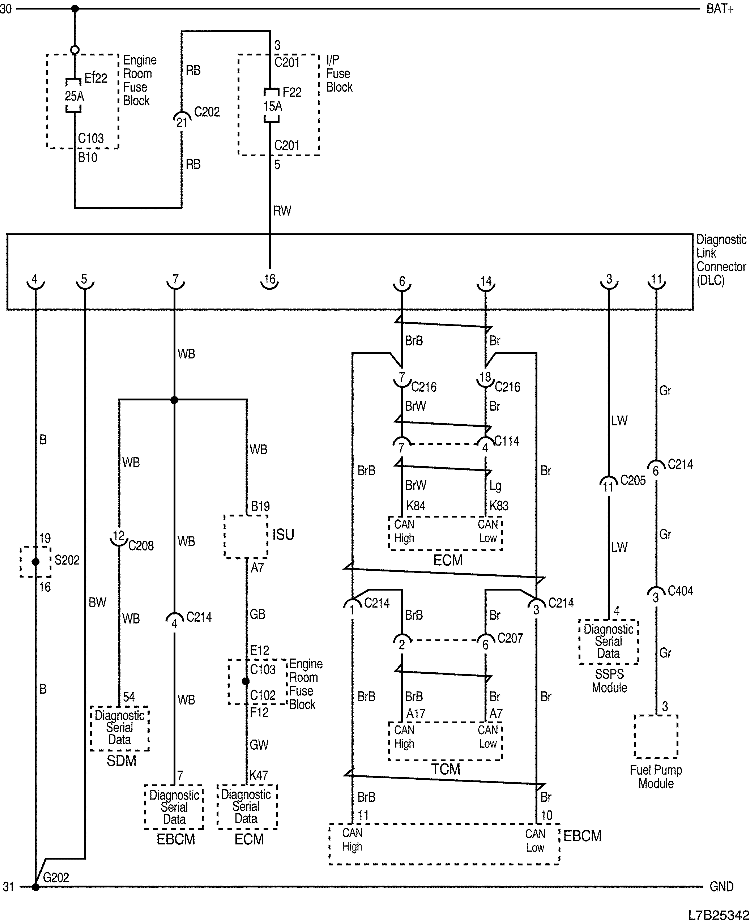 30 BAT+
Engine
Room
Fuse
Block
Ef22
25A
C103
B10
RB
C202
21
RB
3
C201
I/P
Fuse
Block
F22
15A
C201
5
RW
Diagnostic
Link
Connector
(DLC)
4 5 7 16 6 14 3 11
BrB Br
WB
7 C216 18 C216
BrW Br
Gr
B
LW
7 4 C114
WB WB
BrB BrW Lg Br
6 C214
11 C205
K84 K83
B19
CAN
High
CAN
Low
ECM
ISU
12 C208
19
S202
16
WB
Gr
LW
A7
BW
1 C214
3 C214
3 C404
GB
WB
BrB Br
4 C214
2 6 C207
4
Diagnostic
Serial
Data
SSPS
Module
Gr
E12
C103
C102
F12
Engine
Room
Fuse
Block
B
54
Diagnostic
Serial
Data
SDM
WB
BrB BrB Br Br
A17 A7
CAN
High
CAN
Low
TCM
3
Fuel Pump
Module
GW
7
Diagnostic
Serial
Data
EBCM
K47
Diagnostic
Serial
Data
ECM
BrB Br
11 10
CAN
High
CAN
Low
EBCM
G202
31 GND
L7B25342